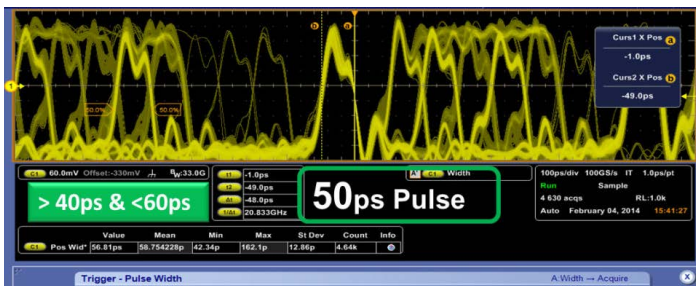 b
a
Curs1 X Pos a
-1.0ps
Curs2 X Pos b
-49.0ps
1
50.0%
50.0%
C1 60.0mV Offset:-330mV BW:33.0G
t1 -1.0ps
t2 -49.0ps
Δt -48.0ps
1/Δt 20.833GHz
A' C1 Width
100ps/div 100GS/s IT 1.0ps/pt
Run Sample
4 630 acqs RL:1.0k
Auto February 04, 2014 15:41:27
> 40ps & <60ps
50ps Pulse
Value Mean Min Max St Dev Count Info
C1 Pos Wid* 56.81ps 58.754228p 42.34p 162.1p 12.86p 4.64k
Trigger - Pulse Width
A:Width → Acquire
X